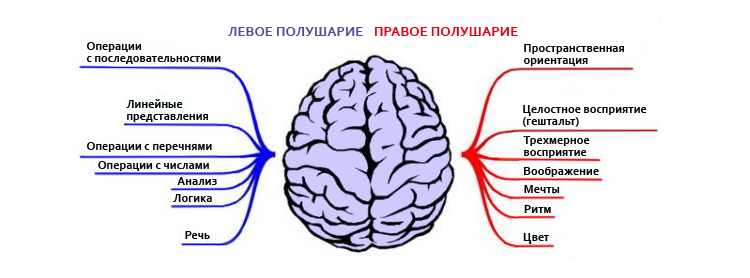 ЛЕВОЕ ПОЛУШАРИЕ ПРАВОЕ ПОЛУШАРИЕ
Операции
с последовательностями
Линейные
представления
Операции с перечнями
Операции с числами
Анализ
Логика
Речь
Пространственная
ориентация
Целостное восприятие
(гештальт)
Трехмерное
восприятие
Воображение
Мечты
Ритм
Цвет